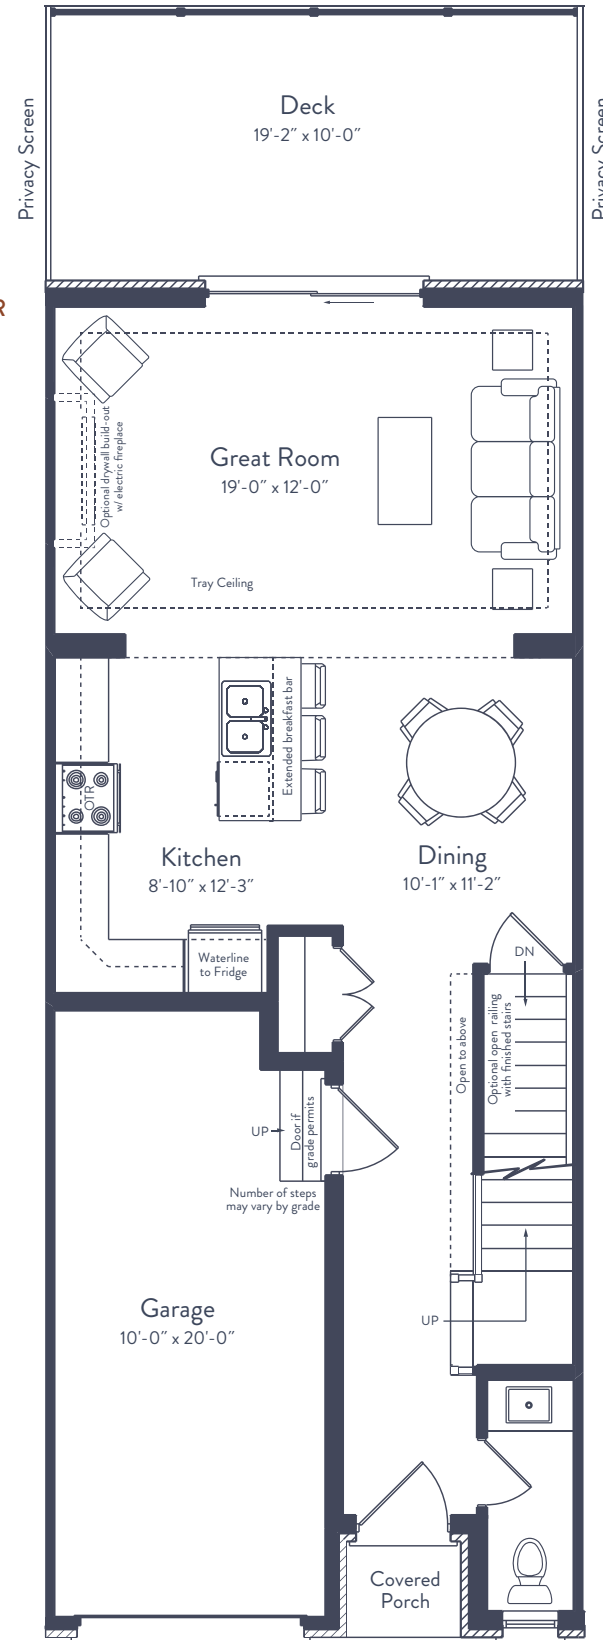 Deck
19'-2" x 10'-0"
Privacy Screen
Privacy Screen
R
Optional drywall build-out
w/ electric fireplace
Great Room
19'-0" x 12'-0"
Tray Ceiling
OTR
Extended breakfast bar
Kitchen
8'-10" x 12'-3"
Dining
10'-1" x 11'-2"
Waterline
to Fridge
DN
Open to above
Optional open railing
with finished stairs
UP
Door if
grade permits
Number of steps
may vary by grade
Garage
10'-0" x 20'-0"
UP
Covered
Porch